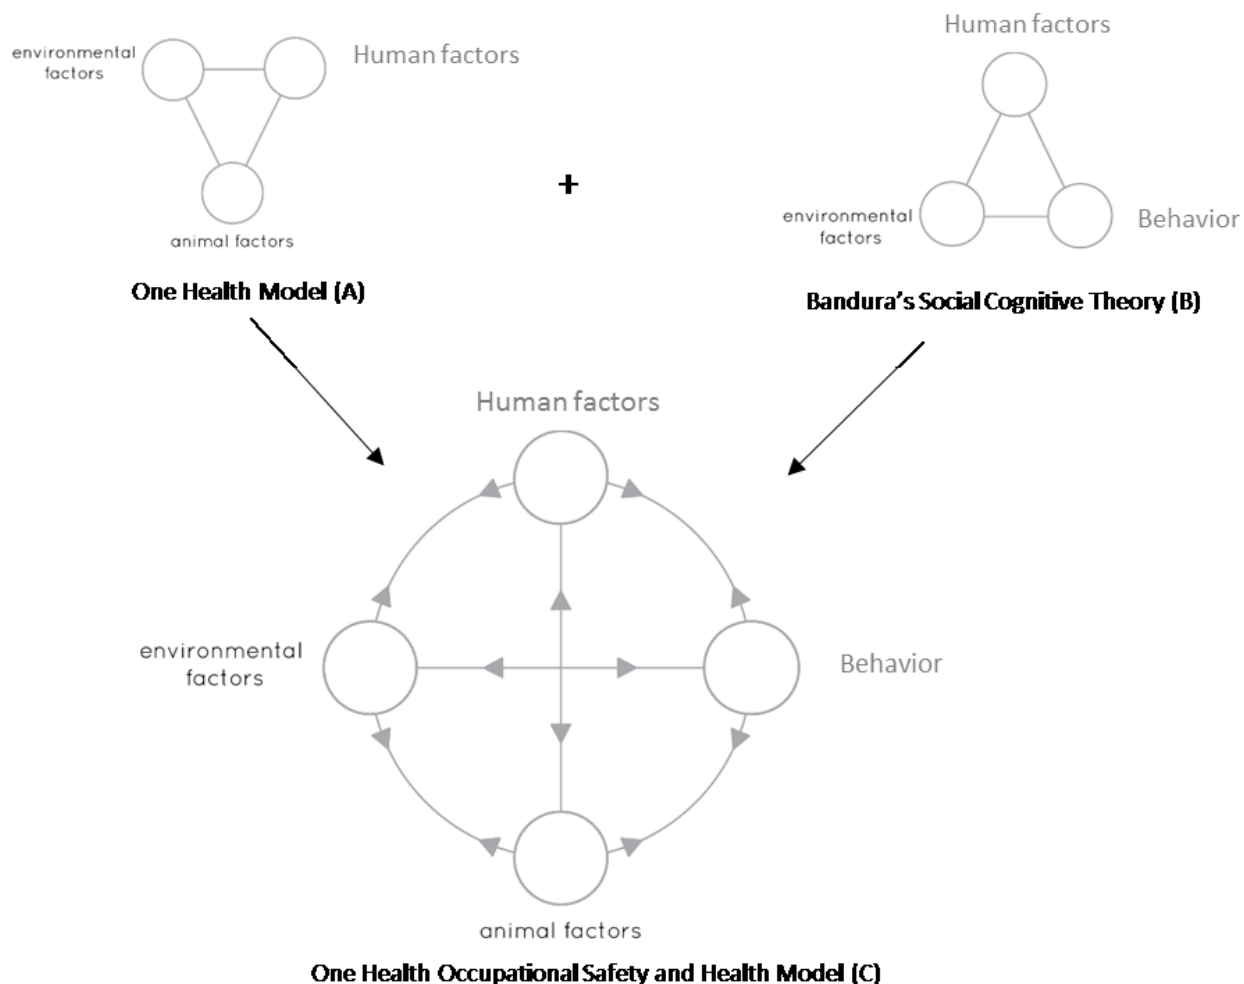 environmental
factors
Human factors
animal factors
One Health Model (A)
+
Human factors
environmental
factors
Behavior
Bandura's Social Cognitive Theory (B)
Human factors
environmental
factors
Behavior
animal factors
One Health Occupational Safety and Health Model (C)